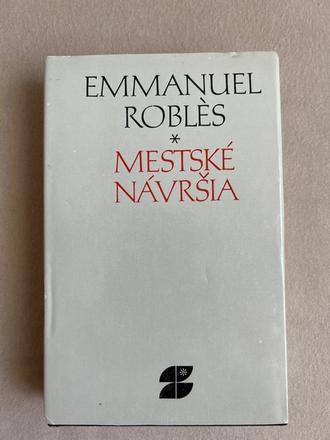 EMMANUEL
ROBLÈS
*
MESTSKÉ
NÁVRŠIA